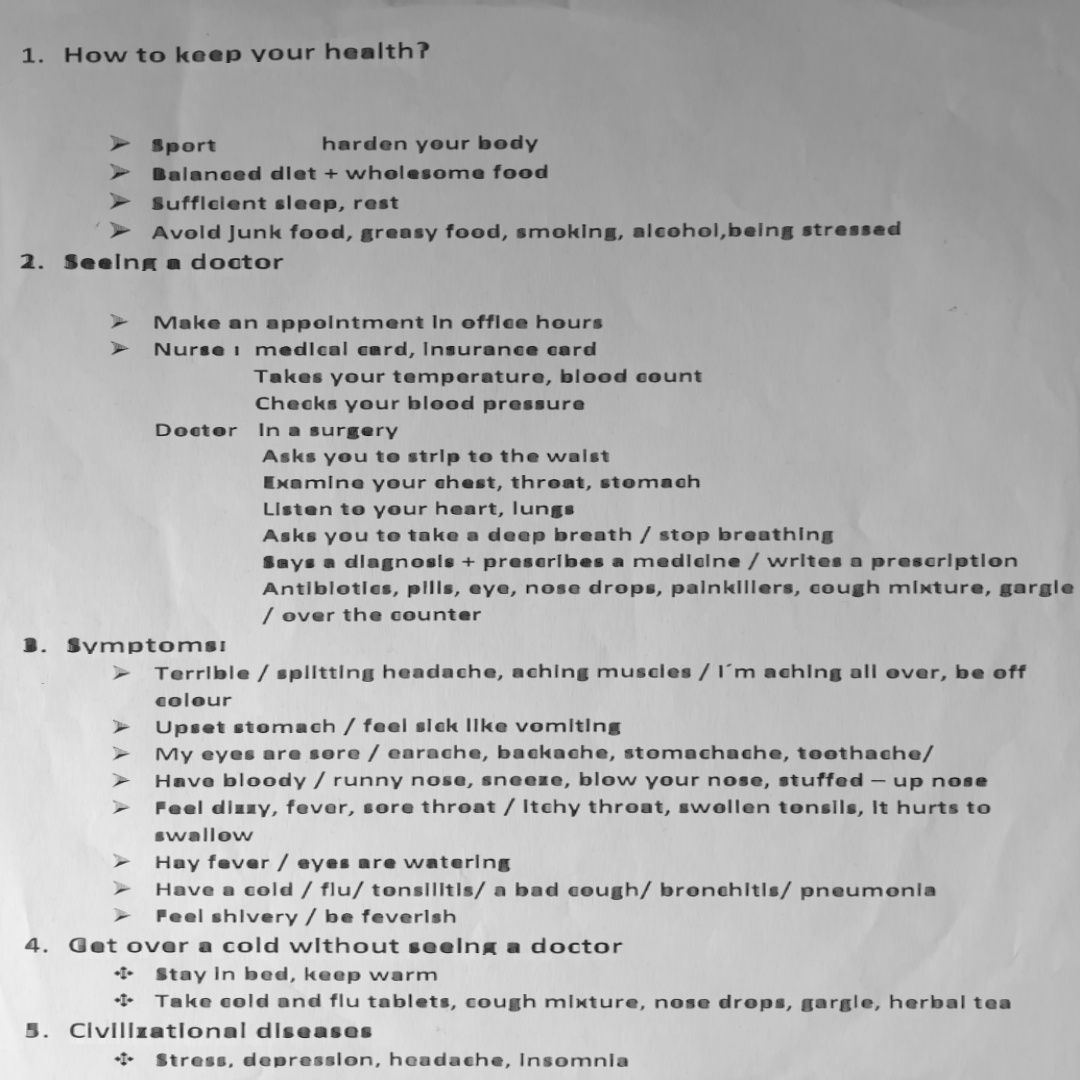 1. How to keep your health?
➢ Sport harden your body
➢ Balanced diet + wholesome food
➢ Sufficient sleep, rest
➢ Avoid junk food, greasy food, smoking, alcohol,being stressed
2. Seeing a doctor
➢ Make an appointment in office hours
➢ Nurse : medical card, insurance card
Takes your temperature, blood count
Checks your blood pressure
Doctor In a surgery
Asks you to strip to the waist
Examine your chest, throat, stomach
Listen to your heart, lungs
Asks you to take a deep breath / stop breathing
Says a diagnosis + prescribes a medicine / writes a prescription
Antibiotics, pills, eye, nose drops, painkillers, cough mixture, gargle
/ over the counter
3. Symptoms:
➢ Terrible / splitting headache, aching muscles / I´m aching all over, be off
colour
➢ Upset stomach / feel sick like vomiting
➢ My eyes are sore / earache, backache, stomachache, toothache/
➢ Have bloody / runny nose, sneeze, blow your nose, stuffed – up nose
➢ Feel dizzy, fever, sore throat / itchy throat, swollen tonsils, it hurts to
swallow
➢ Hay fever / eyes are watering
➢ Have a cold / flu/ tonsilitis/ a bad cough/ bronchitis/ pneumonia
➢ Feel shivery / be feverish
4. Get over a cold without seeing a doctor
Stay in bed, keep warm
Take cold and flu tablets, cough mixture, nose drops, gargle, herbal tea
5. Civilizational diseases
Stress, depression, headache, insomnia